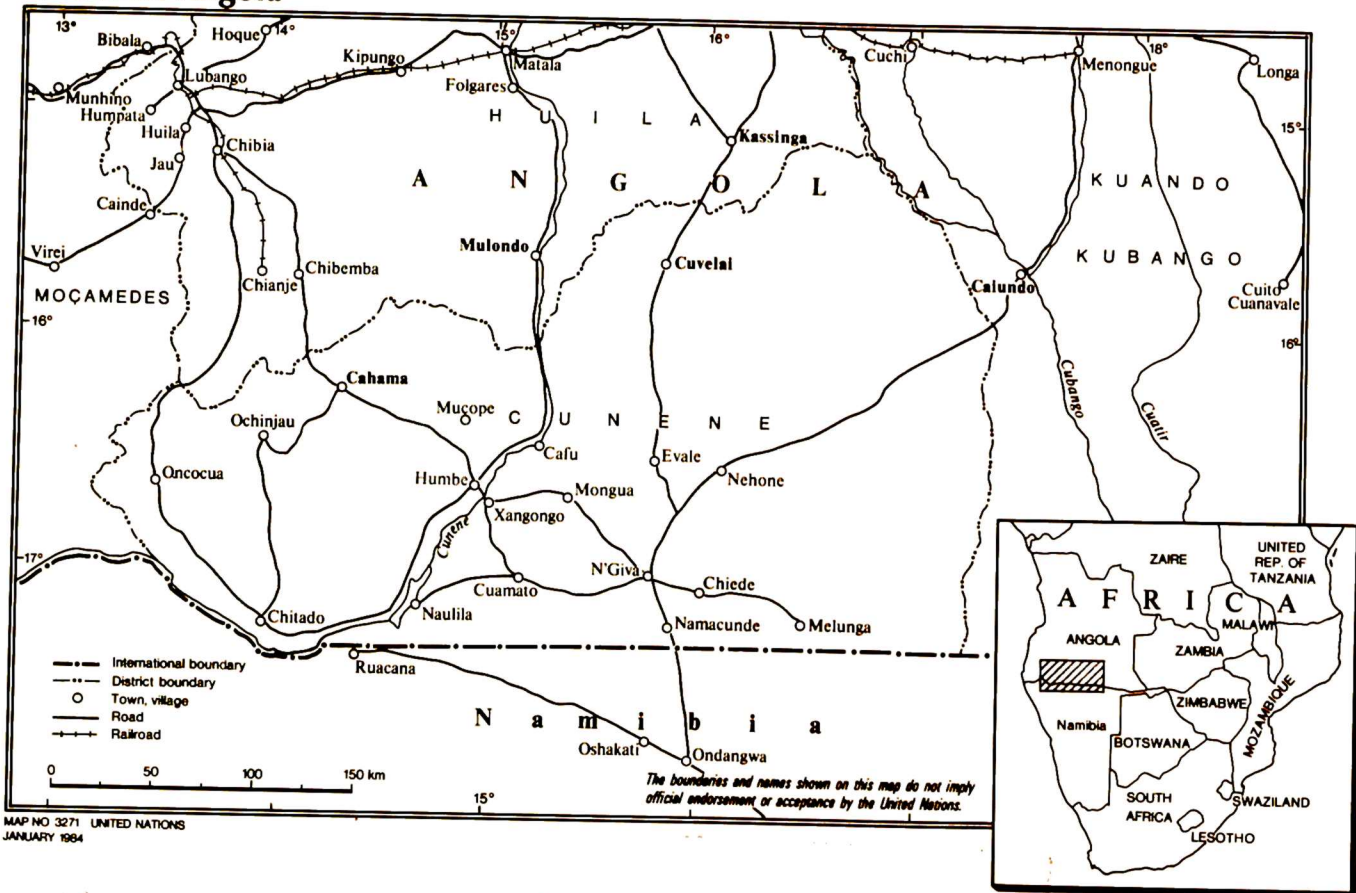 13°
14°
15°
16°
18°
Bibala
Hoque
Kipungo
Matala
Cuchi
Menongue
Longa
Lubango
Folgares
Munhino
Humpata
H U I L A
15°
Huila
Chibia
Kassinga
Jau
A N G O L A
KUANDO
Cainde
Virei
Mulondo
Cuvelai
KUBANGO
Chibemba
Chianje
Caiundo
Cuito
Cuanavale
MOÇAMEDES
16°
16°
Cahama
Cubango
Cuatir
Ochinjau
Mucope
C U N E N E
Cafu
Evale
Oncocua
Humbe
Mongua
Nehone
Xangongo
Cunene
17°
N'Giva
Chiede
Cuamato
Chitado
Naulila
Namacunde
Melunga
Ruacana
International boundary
District boundary
Town, village
Road
Railroad
N a m i b i a
Oshakati
Ondangwa
0 50 100 150 km
15°
The boundaries and names shown on this map do not imply
official endorsement or acceptance by the United Nations.
MAP NO 3271 UNITED NATIONS
JANUARY 1984
ZAIRE
UNITED
REP. OF
TANZANIA
A F R I C A
MALAWI
ANGOLA
ZAMBIA
ZIMBABWE
MOZAMBIQUE
Namibia
BOTSWANA
SOUTH
AFRICA
SWAZILAND
LESOTHO